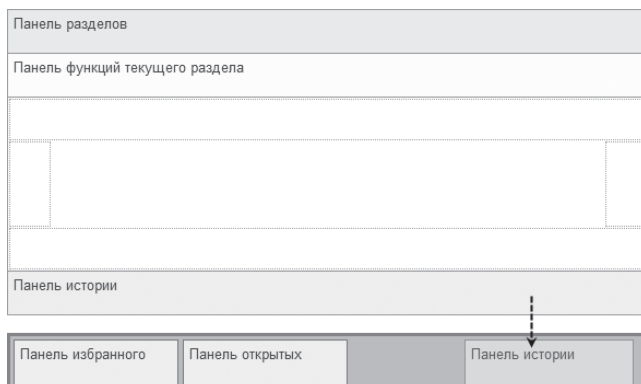 Панель разделов
Панель функций текущего раздела
Панель истории
Панель избранного
Панель открытых
Панель истории